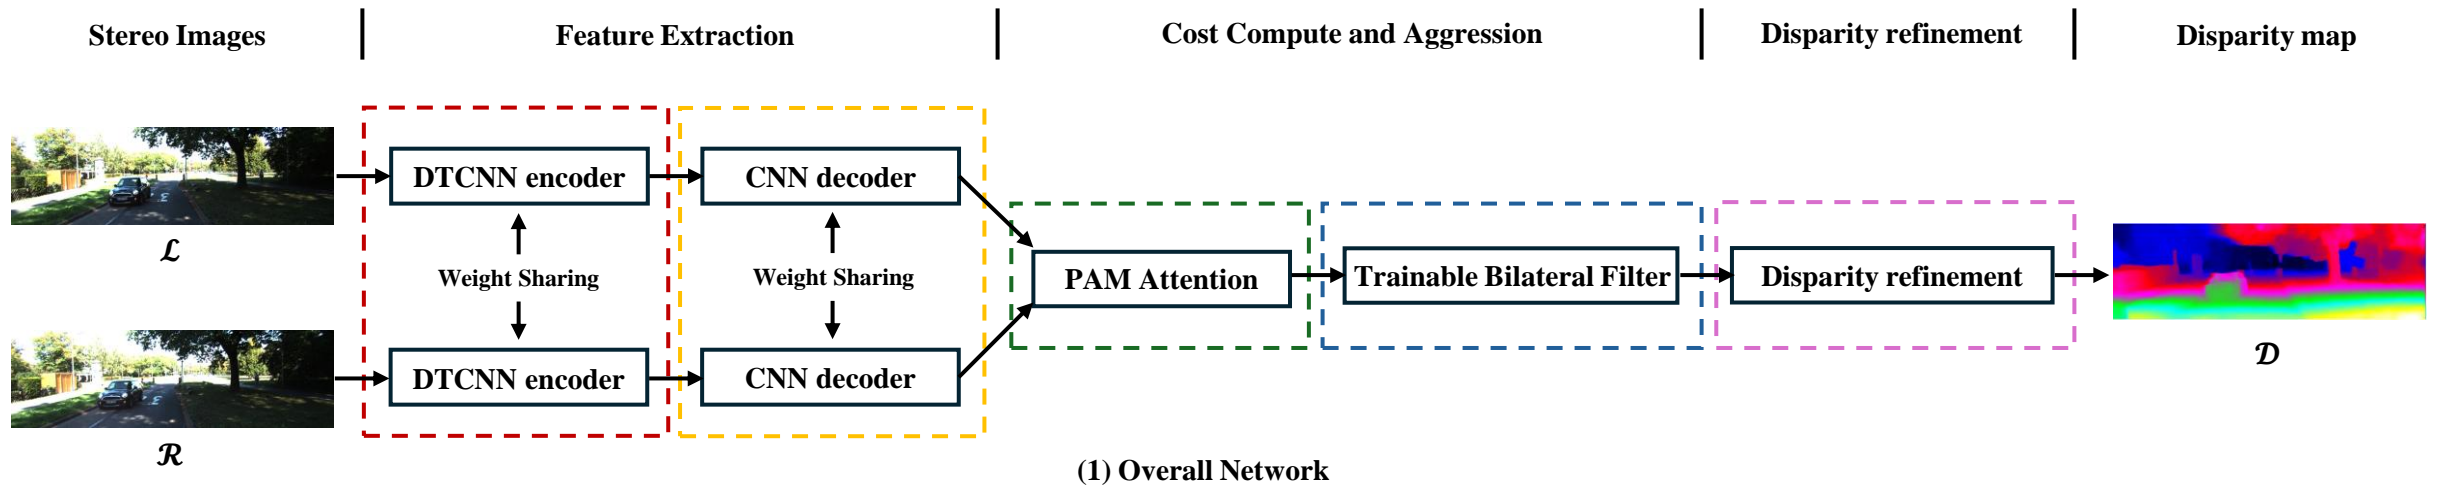 Stereo Images
Feature Extraction
Cost Compute and Aggression
Disparity refinement
Disparity map
DTCNN encoder
CNN decoder
ℒ
Weight Sharing
Weight Sharing
PAM Attention
Trainable Bilateral Filter
Disparity refinement
𝒟
DTCNN encoder
CNN decoder
ℛ
(1) Overall Network